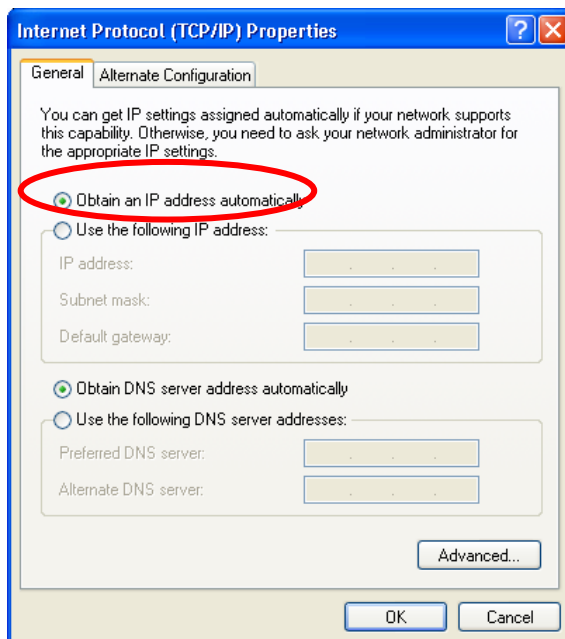 Internet Protocol (TCP/IP) Properties
General
Alternate Configuration
You can get IP settings assigned automatically if your network supports
this capability. Otherwise, you need to ask your network administrator for
the appropriate IP settings.
Obtain an IP address automatically
Use the following IP address:
IP address:
Subnet mask:
Default gateway:
Obtain DNS server address automatically
Use the following DNS server addresses:
Preferred DNS server:
Alternate DNS server:
Advanced...
OK
Cancel